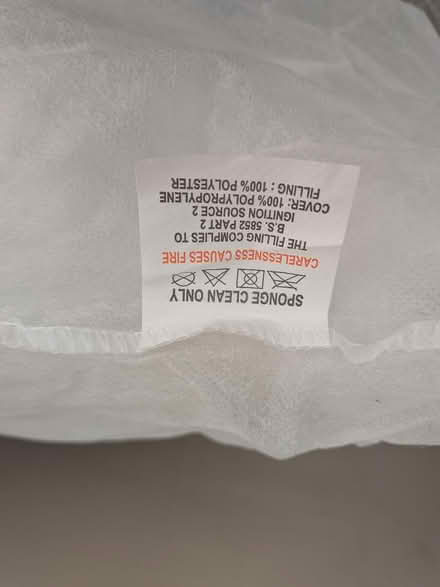 SPONGE CLEAN ONLY
CARELESSNESS CAUSES FIRE
THE FILLING COMPLIES TO
B.S. 5852 PART 2
IGNITION SOURCE 2
COVER: 100% POLYPROPYLENE
FILLING : 100% POLYESTER